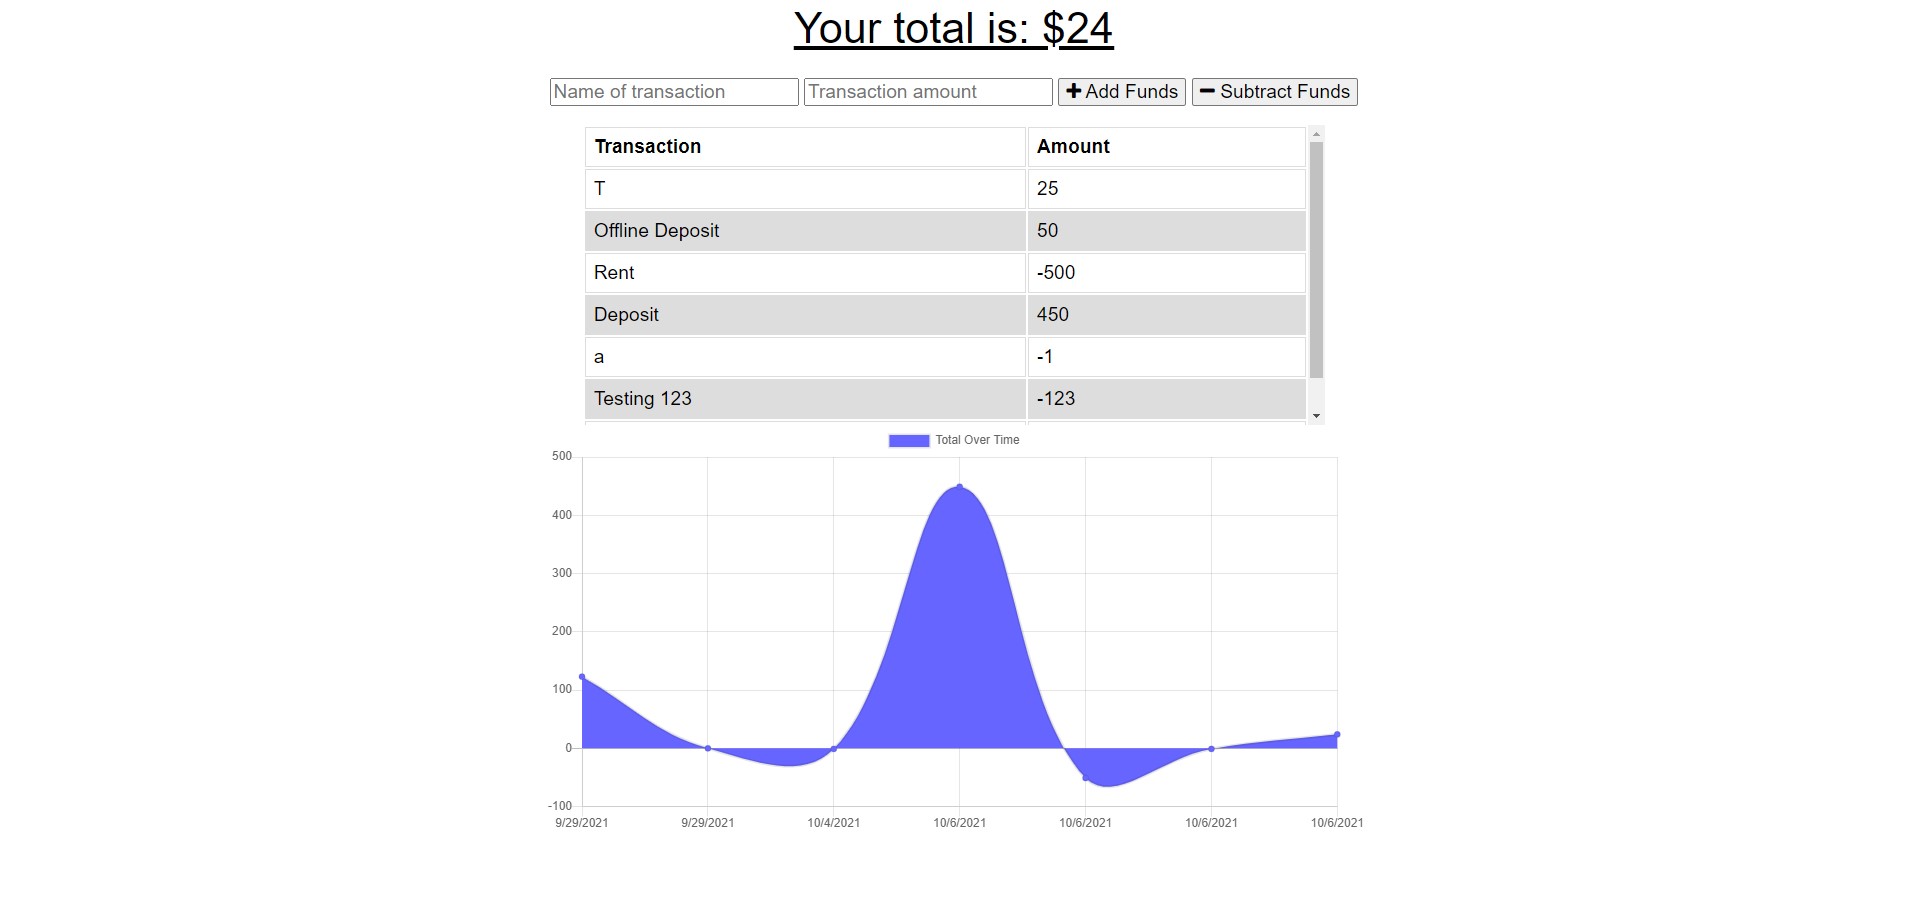 Your total is: $24
Name of transaction Transaction amount Add Funds Subtract Funds
Transaction Amount
T 25
Offline Deposit 50
Rent -500
Deposit 450
a -1
Testing 123 -123
Total Over Time
500
400
300
200
100
0
-100
9/29/2021 9/29/2021 10/4/2021 10/6/2021 10/6/2021 10/6/2021 10/6/2021